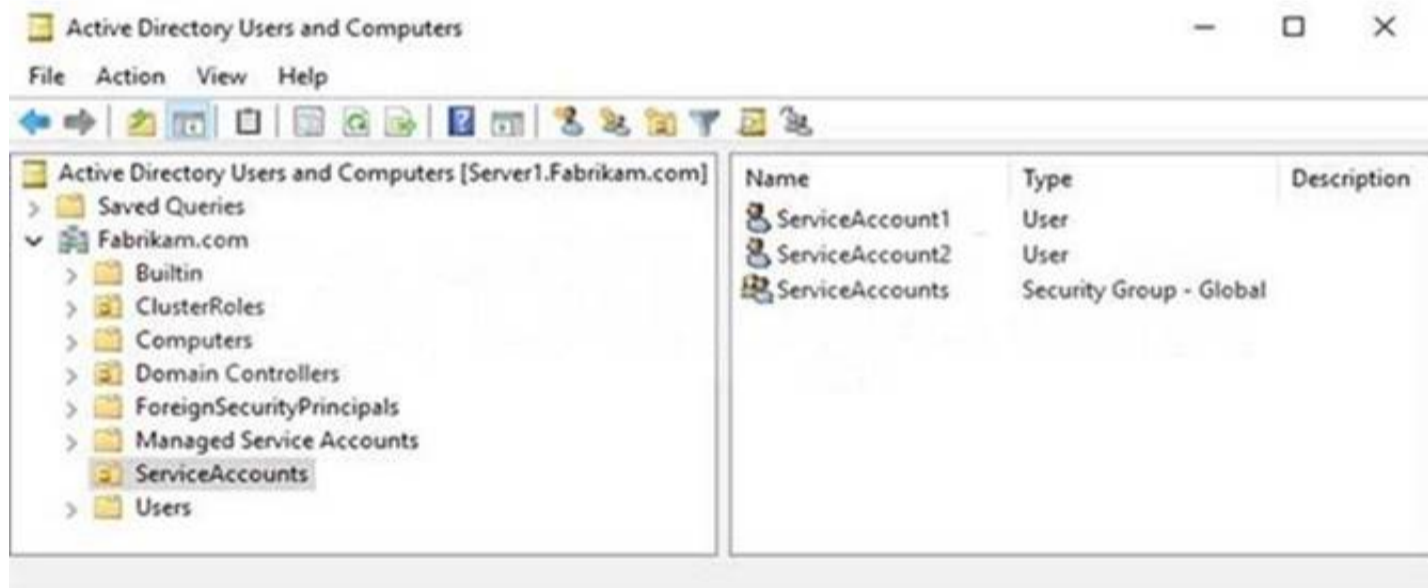 Active Directory Users and Computers
File Action View Help
Active Directory Users and Computers [Server1.Fabrikam.com]
Saved Queries
Fabrikam.com
Builtin
ClusterRoles
Computers
Domain Controllers
ForeignSecurityPrincipals
Managed Service Accounts
ServiceAccounts
Users
Name Type Description
ServiceAccount1 User
ServiceAccount2 User
ServiceAccounts Security Group - Global